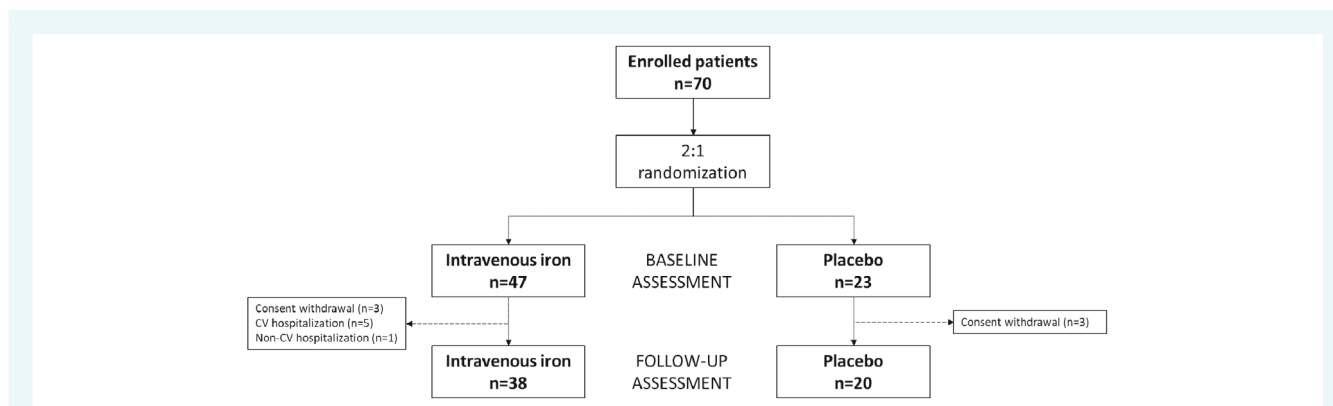 Enrolled patients
n=70
2:1
randomization
Intravenous iron
n=47
BASELINE
ASSESSMENT
Placebo
n=23
Consent withdrawal (n=3)
CV hospitalization (n=5)
Non-CV hospitalization (n=1)
Consent withdrawal (n=3)
Intravenous iron
n=38
FOLLOW-UP
ASSESSMENT
Placebo
n=20